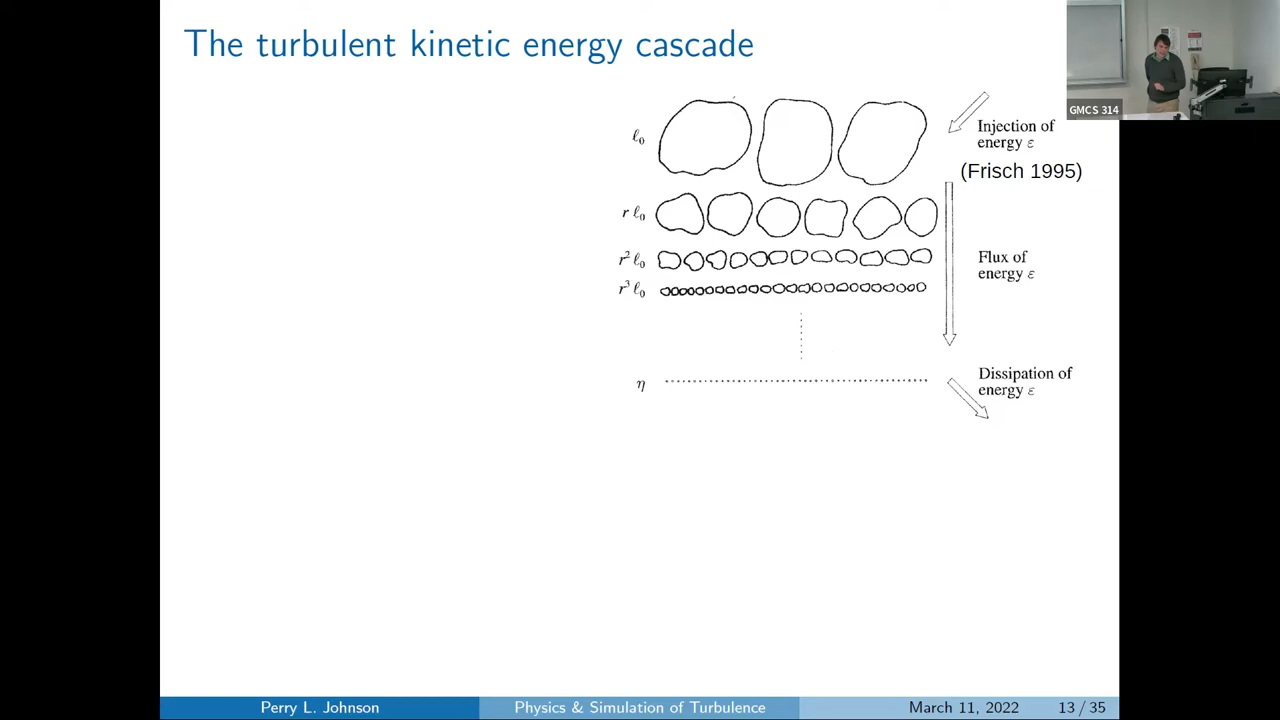 The turbulent kinetic energy cascade
GMCS 314
ℓ₀
Injection of
energy ε
(Frisch 1995)
r ℓ₀
r² ℓ₀
Flux of
energy ε
r³ ℓ₀
η
Dissipation of
energy ε
Perry L. Johnson
Physics & Simulation of Turbulence
March 11, 2022
13 / 35